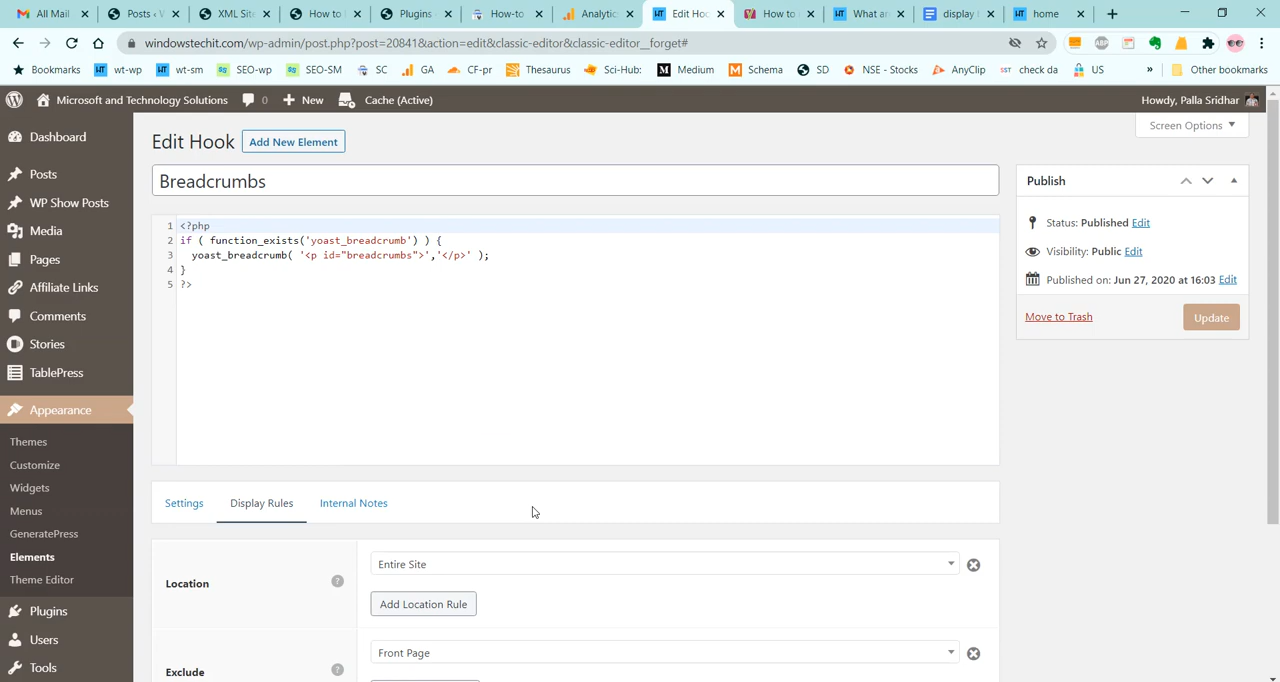 All Mail
Posts ‹ W
XML Site
How to I
Plugins ‹
How-to
Analytic
Edit Hoo
How to
What ar
display
home
windowstechit.com/wp-admin/post.php?post=20841&action=edit&classic-editor&classic-editor__forget#
Bookmarks wt-wp wt-sm SEO-wp SEO-SM GA CF-pr Thesaurus Sci-Hub: Medium Schema SD NSE - Stocks AnyClip check da US » Other bookmarks
Microsoft and Technology Solutions 0 New Cache (Active) Howdy, Palla Sridhar
Screen Options ▼
Dashboard
Posts
WP Show Posts
Media
Pages
Affiliate Links
Comments
Stories
TablePress
Appearance
Themes
Customize
Widgets
Menus
GeneratePress
Elements
Theme Editor
Plugins
Users
Tools
Edit Hook Add New Element
Breadcrumbs
1 <?php
2 if ( function_exists('yoast_breadcrumb') ) {
3 yoast_breadcrumb( '<p id="breadcrumbs">','</p>' );
4 }
5 ?>
Publish
Status: Published Edit
Visibility: Public Edit
Published on: Jun 27, 2020 at 16:03 Edit
Move to Trash Update
Settings Display Rules Internal Notes
Location ?
Entire Site
Add Location Rule
Exclude ?
Front Page